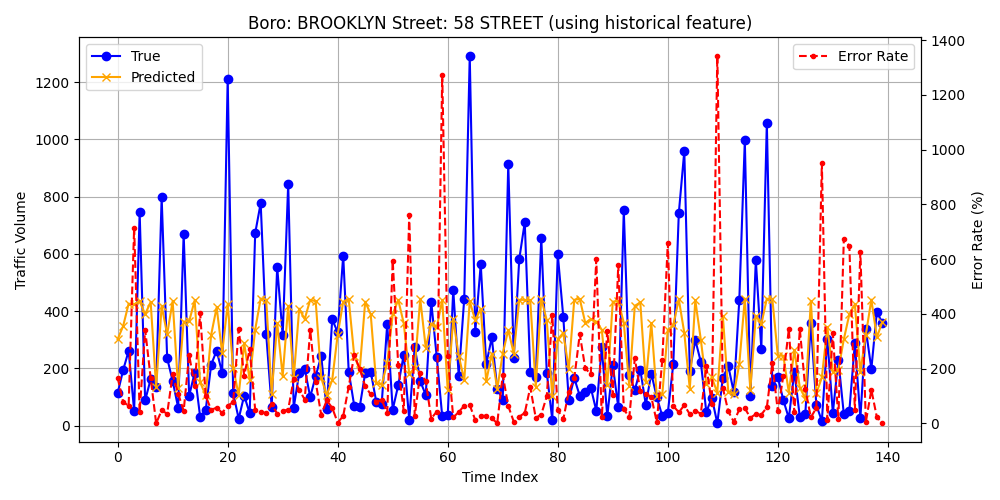 Boro: BROOKLYN Street: 58 STREET (using historical feature)
True
Predicted
Error Rate
Traffic Volume
1200
1000
800
600
400
200
0
1400
1200
1000
800
600
400
200
0
Error Rate (%)
0 20 40 60 80 100 120 140
Time Index